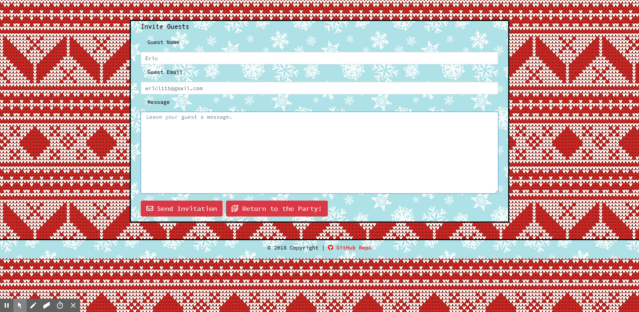 Invite Guests
Guest Name
Eric
Guest Email
eric1115@gmail.com
Message
Leave your guest a message.
Send Invitation
Return to the Party!
© 2018 Copyright | GitHub Repo